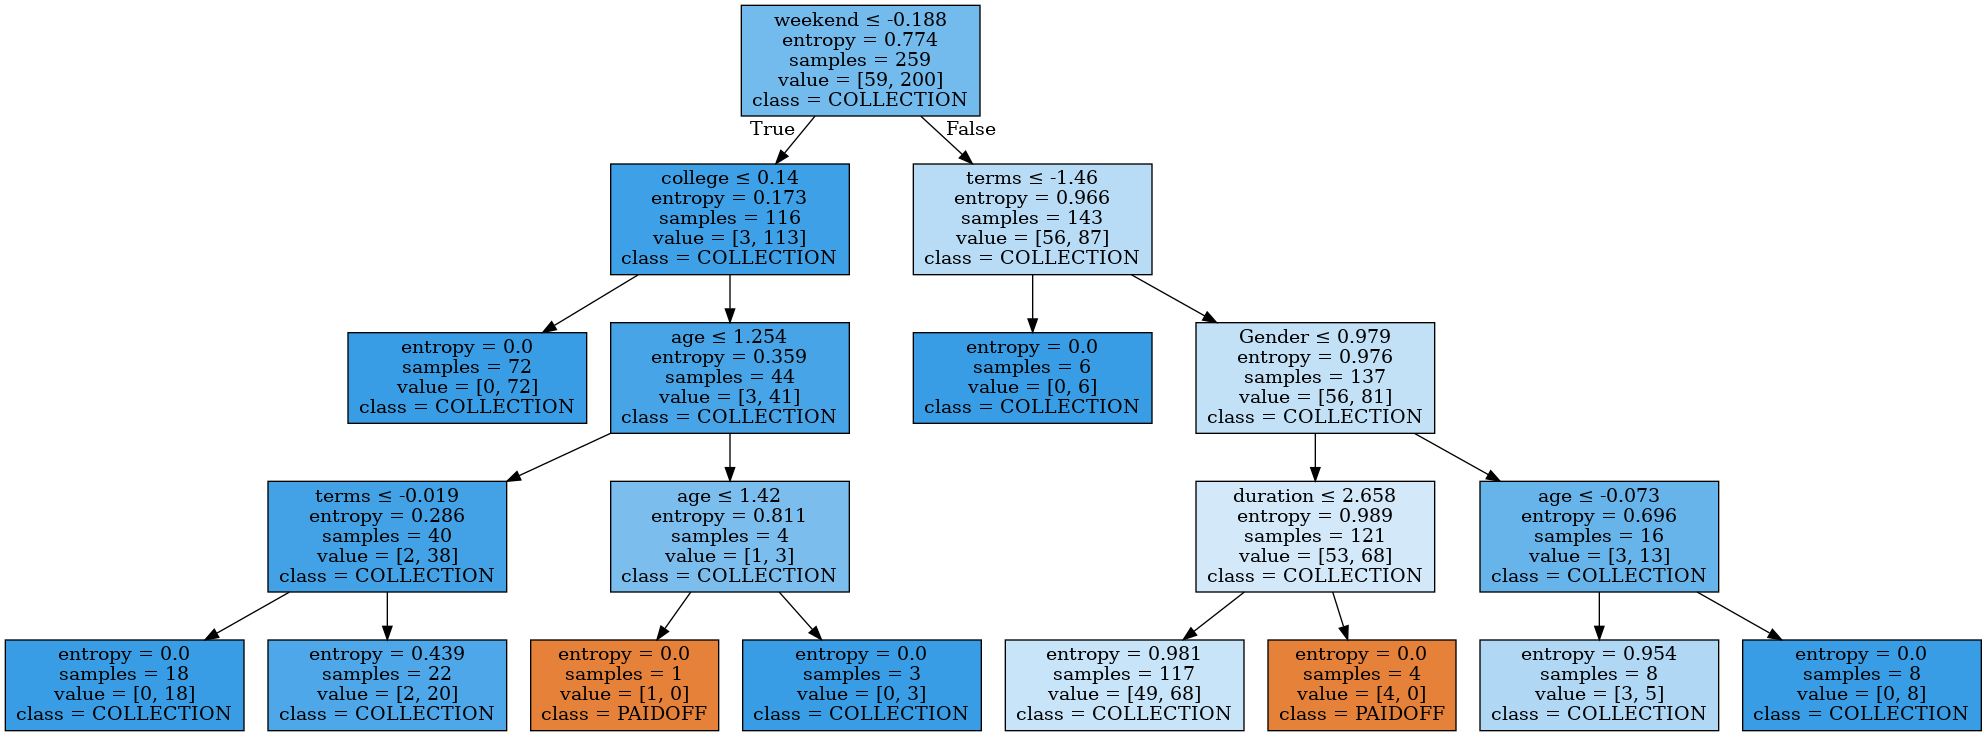 weekend ≤ -0.188
entropy = 0.774
samples = 259
value = [59, 200]
class = COLLECTION
True
False
college ≤ 0.14
entropy = 0.173
samples = 116
value = [3, 113]
class = COLLECTION
terms ≤ -1.46
entropy = 0.966
samples = 143
value = [56, 87]
class = COLLECTION
entropy = 0.0
samples = 72
value = [0, 72]
class = COLLECTION
age ≤ 1.254
entropy = 0.359
samples = 44
value = [3, 41]
class = COLLECTION
entropy = 0.0
samples = 6
value = [0, 6]
class = COLLECTION
Gender ≤ 0.979
entropy = 0.976
samples = 137
value = [56, 81]
class = COLLECTION
terms ≤ -0.019
entropy = 0.286
samples = 40
value = [2, 38]
class = COLLECTION
age ≤ 1.42
entropy = 0.811
samples = 4
value = [1, 3]
class = COLLECTION
duration ≤ 2.658
entropy = 0.989
samples = 121
value = [53, 68]
class = COLLECTION
age ≤ -0.073
entropy = 0.696
samples = 16
value = [3, 13]
class = COLLECTION
entropy = 0.0
samples = 18
value = [0, 18]
class = COLLECTION
entropy = 0.439
samples = 22
value = [2, 20]
class = COLLECTION
entropy = 0.0
samples = 1
value = [1, 0]
class = PAIDOFF
entropy = 0.0
samples = 3
value = [0, 3]
class = COLLECTION
entropy = 0.981
samples = 117
value = [49, 68]
class = COLLECTION
entropy = 0.0
samples = 4
value = [4, 0]
class = PAIDOFF
entropy = 0.954
samples = 8
value = [3, 5]
class = COLLECTION
entropy = 0.0
samples = 8
value = [0, 8]
class = COLLECTION